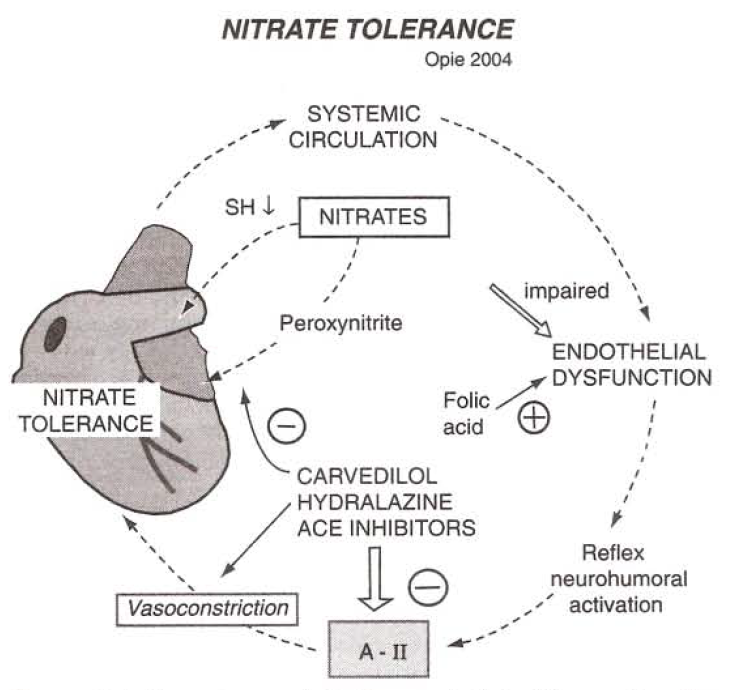 NITRATE TOLERANCE
Opie 2004
SYSTEMIC
CIRCULATION
SH ↓
NITRATES
impaired
Peroxynitrite
ENDOTHELIAL
DYSFUNCTION
NITRATE
TOLERANCE
Folic
acid
+
−
CARVEDILOL
HYDRALAZINE
ACE INHIBITORS
Reflex
neurohumoral
activation
−
Vasoconstriction
A - II